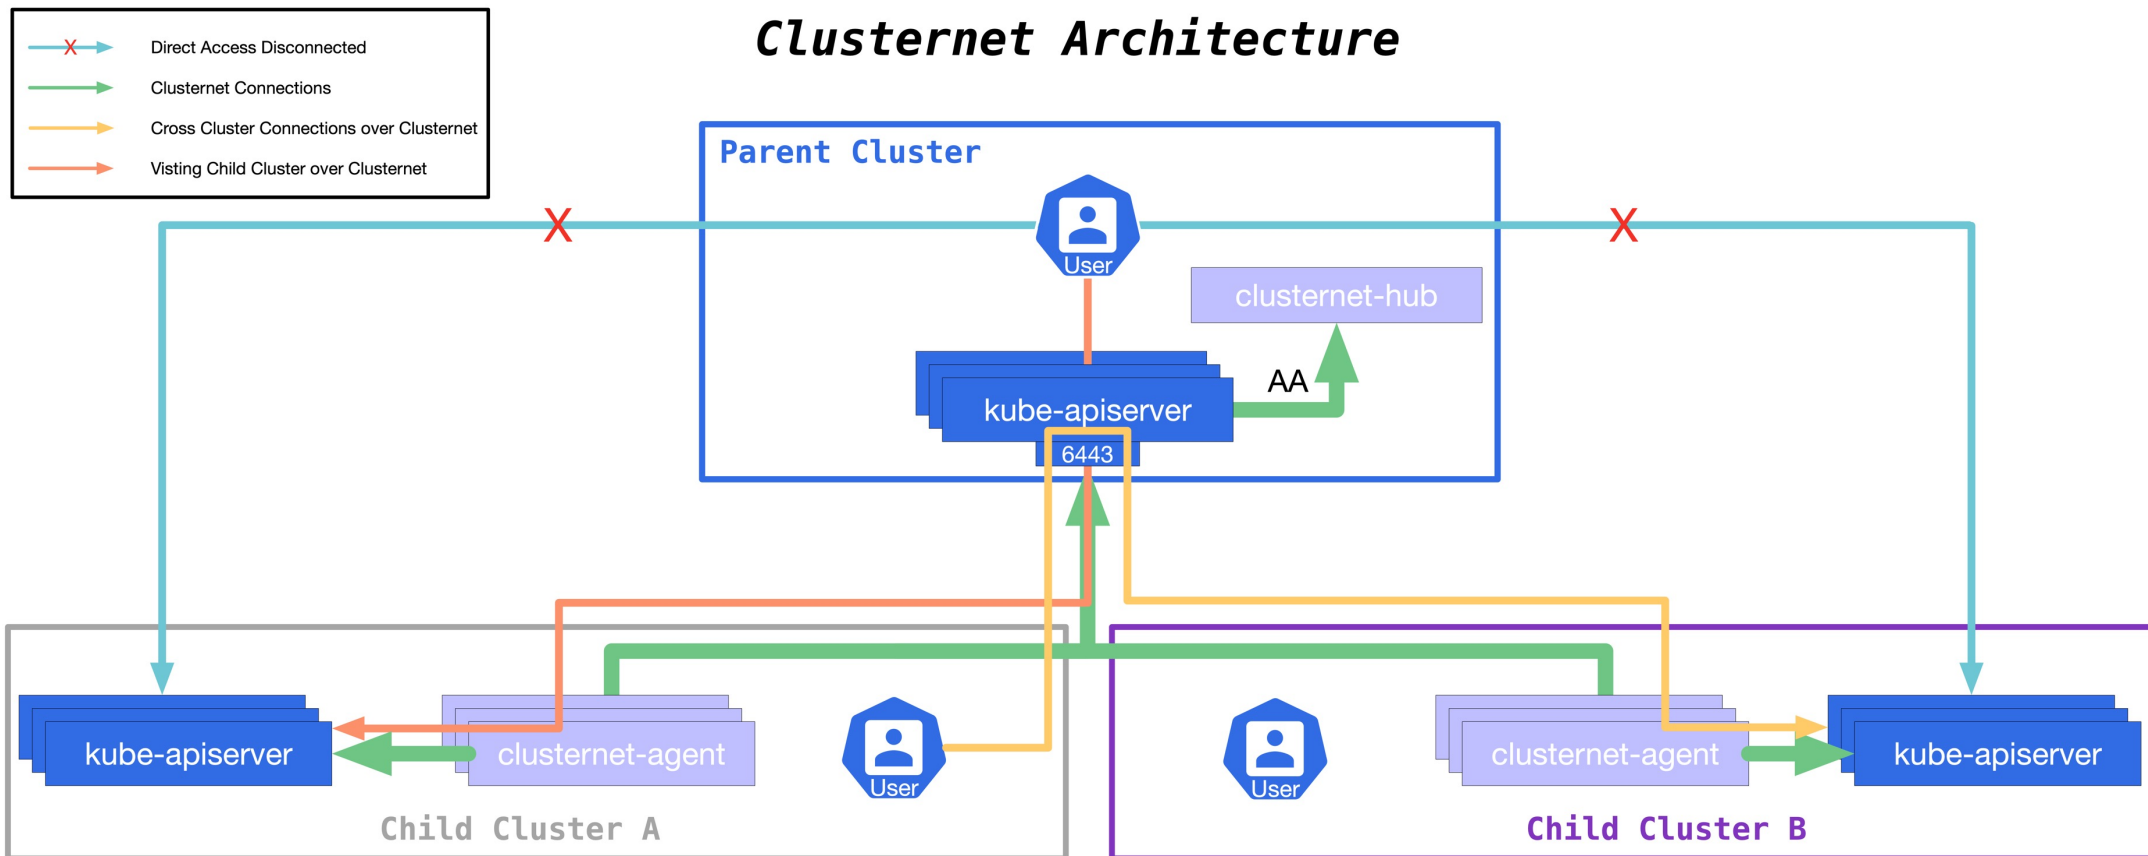 Clusternet Architecture
X
Direct Access Disconnected
Clusternet Connections
Cross Cluster Connections over Clusternet
Visting Child Cluster over Clusternet
Parent Cluster
X
X
User
clusternet-hub
AA
kube-apiserver
6443
kube-apiserver
clusternet-agent
User
Child Cluster A
User
clusternet-agent
kube-apiserver
Child Cluster B